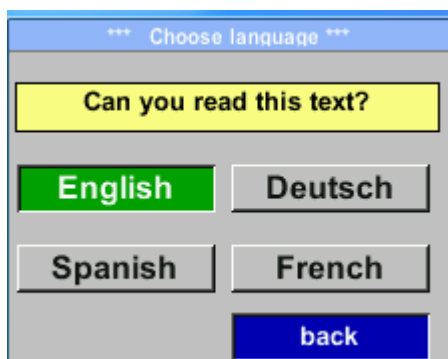 *** Choose language ***
Can you read this text?
English Deutsch
Spanish French
back